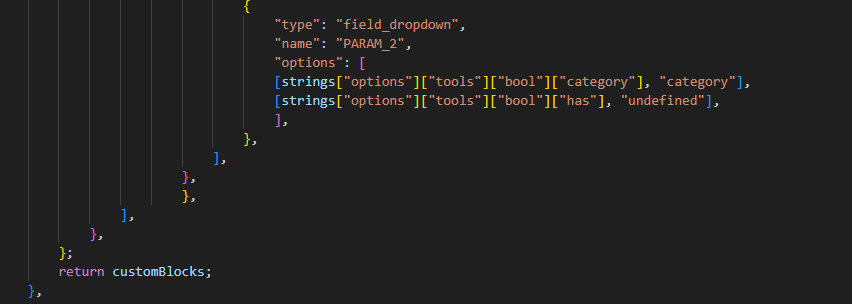 {
"type": "field_dropdown",
"name": "PARAM_2",
"options": [
[strings["options"]["tools"]["bool"]["category"], "category"],
[strings["options"]["tools"]["bool"]["has"], "undefined"],
],
},
],
},
},
],
},
};
return customBlocks;
},